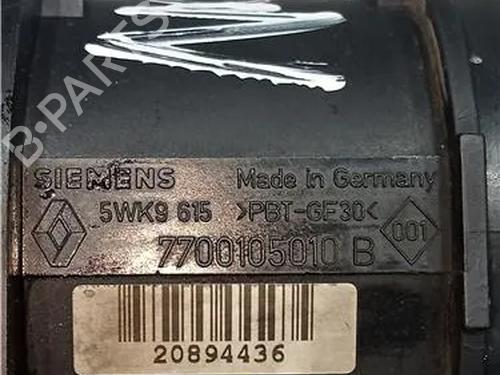 B-PARTS
SIEMENS Made in Germany
5WK9 615 >PBT-GF30<
7700105010 B 001
20894436